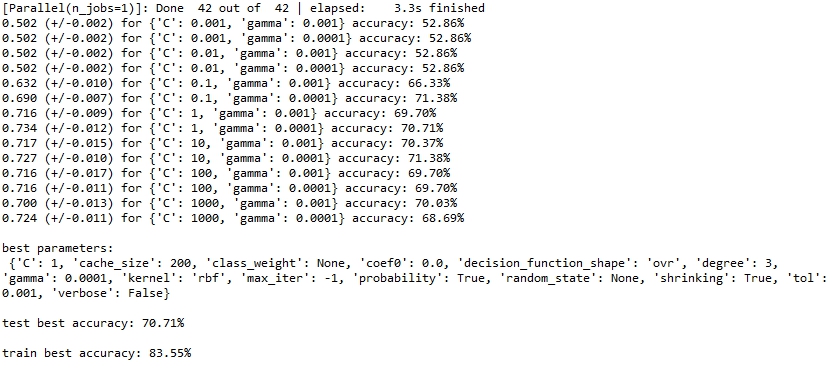 [Parallel(n_jobs=1)]: Done  42 out of  42 | elapsed:    3.3s finished
0.502 (+/-0.002) for {'C': 0.001, 'gamma': 0.001} accuracy: 52.86%
0.502 (+/-0.002) for {'C': 0.001, 'gamma': 0.0001} accuracy: 52.86%
0.502 (+/-0.002) for {'C': 0.01, 'gamma': 0.001} accuracy: 52.86%
0.502 (+/-0.002) for {'C': 0.01, 'gamma': 0.0001} accuracy: 52.86%
0.632 (+/-0.010) for {'C': 0.1, 'gamma': 0.001} accuracy: 66.33%
0.690 (+/-0.007) for {'C': 0.1, 'gamma': 0.0001} accuracy: 71.38%
0.716 (+/-0.009) for {'C': 1, 'gamma': 0.001} accuracy: 69.70%
0.734 (+/-0.012) for {'C': 1, 'gamma': 0.0001} accuracy: 70.71%
0.717 (+/-0.015) for {'C': 10, 'gamma': 0.001} accuracy: 70.37%
0.727 (+/-0.010) for {'C': 10, 'gamma': 0.0001} accuracy: 71.38%
0.716 (+/-0.017) for {'C': 100, 'gamma': 0.001} accuracy: 69.70%
0.716 (+/-0.011) for {'C': 100, 'gamma': 0.0001} accuracy: 69.70%
0.700 (+/-0.013) for {'C': 1000, 'gamma': 0.001} accuracy: 70.03%
0.724 (+/-0.011) for {'C': 1000, 'gamma': 0.0001} accuracy: 68.69%
best parameters:
{'C': 1, 'cache_size': 200, 'class_weight': None, 'coef0': 0.0, 'decision_function_shape': 'ovr', 'degree': 3,
'gamma': 0.0001, 'kernel': 'rbf', 'max_iter': -1, 'probability': True, 'random_state': None, 'shrinking': True, 'tol':
0.001, 'verbose': False}
test best accuracy: 70.71%
train best accuracy: 83.55%